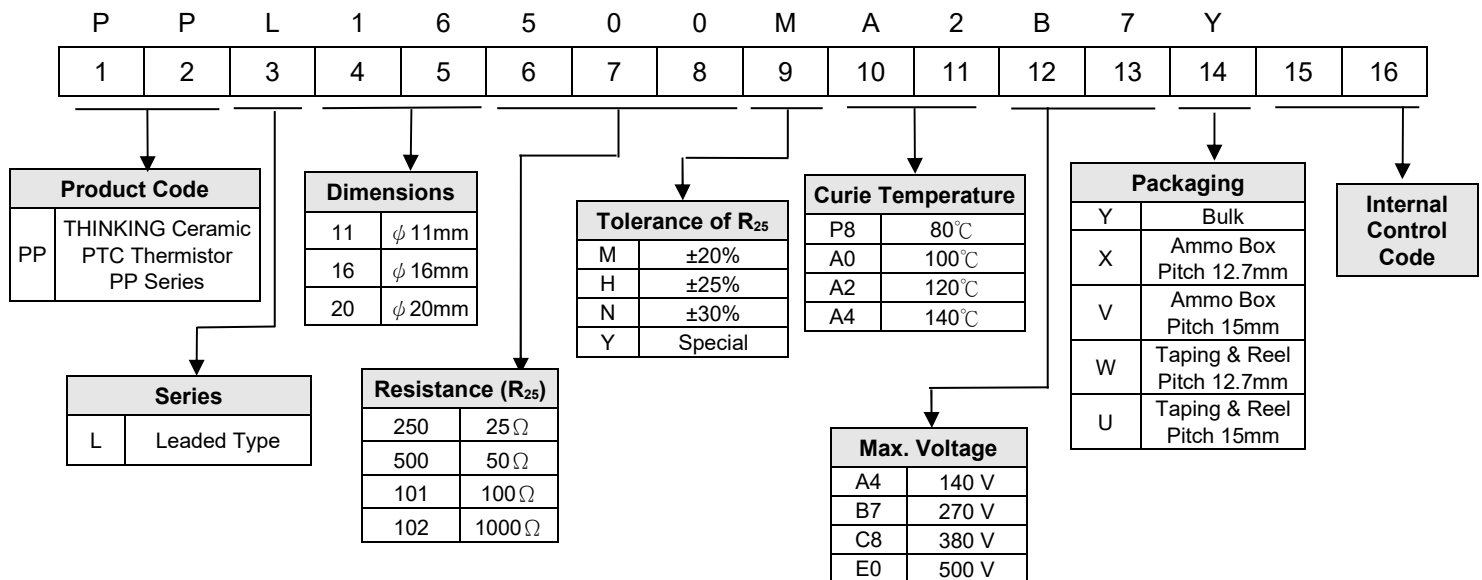 P P L 1 6 5 0 0 M A 2 B 7 Y
1 2 3 4 5 6 7 8 9 10 11 12 13 14 15 16
Product Code
PP THINKING Ceramic
PTC Thermistor
PP Series
Series
L Leaded Type
Dimensions
11 ϕ 11mm
16 ϕ 16mm
20 ϕ 20mm
Resistance (R₂₅)
250 25Ω
500 50Ω
101 100Ω
102 1000Ω
Tolerance of R₂₅
M ±20%
H ±25%
N ±30%
Y Special
Curie Temperature
P8 80℃
A0 100℃
A2 120℃
A4 140℃
Max. Voltage
A4 140 V
B7 270 V
C8 380 V
E0 500 V
Packaging
Y Bulk
X Ammo Box
Pitch 12.7mm
V Ammo Box
Pitch 15mm
W Taping & Reel
Pitch 12.7mm
U Taping & Reel
Pitch 15mm
Internal
Control
Code